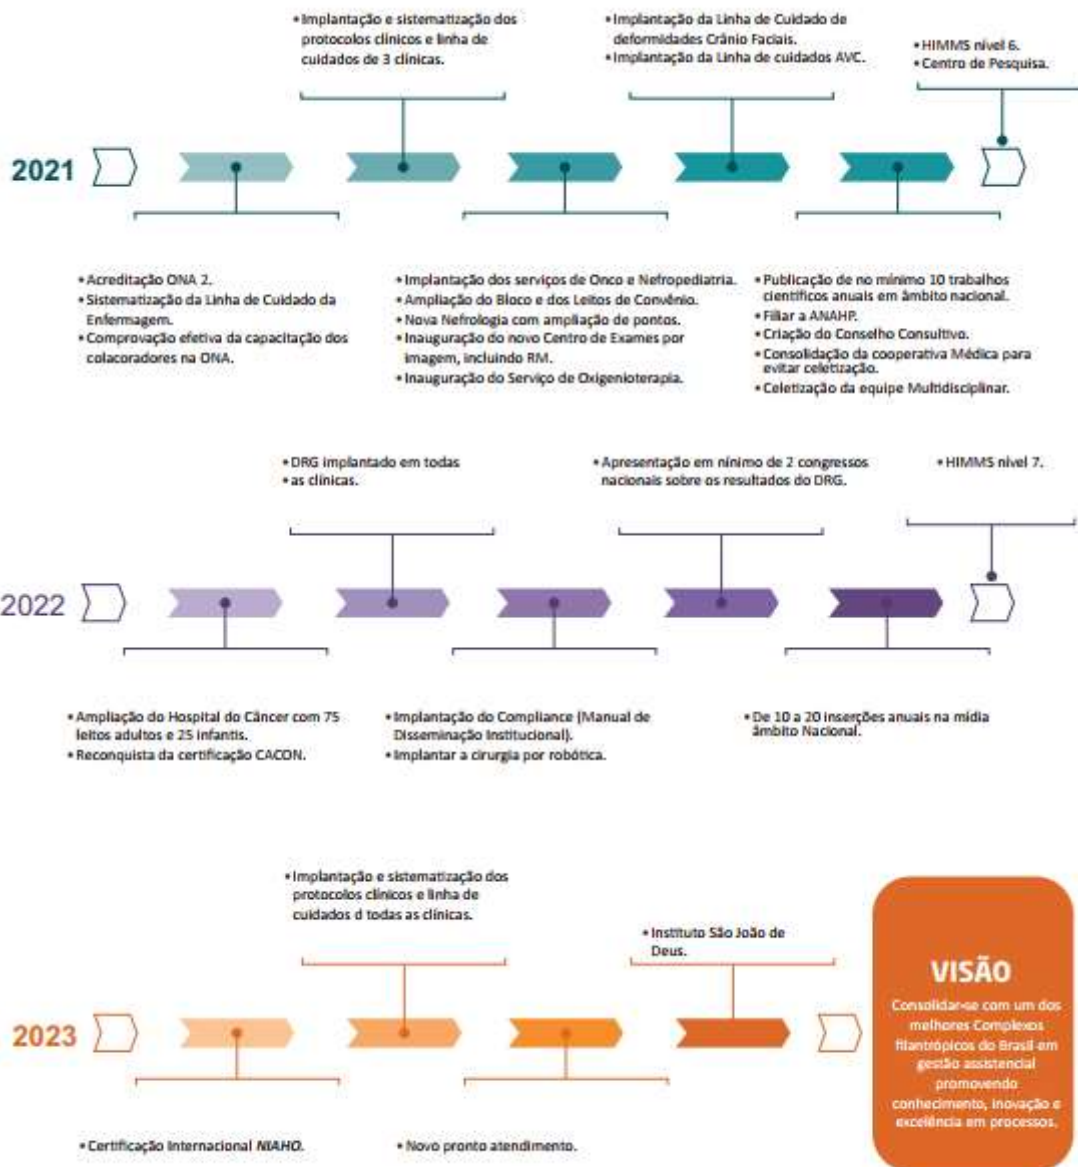 • Implantação e sistematização dos
protocolos clínicos e linha de
cuidados de 3 clínicas.
• Implantação da Linha de Cuidado de
deformidades Crânio Faciais.
• Implantação da Linha de cuidados AVC.
• HIMMS nível 6.
• Centro de Pesquisa.
2021
• Acreditação ONA 2.
• Sistematização da Linha de Cuidado da
Enfermagem.
• Comprovação efetiva da capacitação dos
colacoradores na ONA.
• Implantação dos serviços de Onco e Nefropediatria.
• Ampliação do Bloco e dos Leitos de Convênio.
• Nova Nefrologia com ampliação de pontos.
• Inauguração do novo Centro de Exames por
imagem, incluindo RM.
• Inauguração do Serviço de Oxigenioterapia.
• Publicação de no mínimo 10 trabalhos
científicos anuais em âmbito nacional.
• Filiar a ANAHP.
• Criação do Conselho Consultivo.
• Consolidação da cooperativa Médica para
evitar celetização.
• Celetização da equipe Multidisciplinar.
• DRG implantado em todas
• as clínicas.
• Apresentação em nínimo de 2 congressos
nacionais sobre os resultados do DRG.
• HIMMS nível 7.
2022
• Ampliação do Hospital do Câncer com 75
leitos adultos e 25 infantis.
• Reconquista da certificação CACON.
• Implantação do Compliance (Manual de
Disseminação Institucional).
• Implantar a cirurgia por robótica.
• De 10 a 20 inserções anuais na mídia
âmbito Nacional.
• Implantação e sistematização dos
protocolos clínicos e linha de
cuidados d todas as clínicas.
• Instituto São João de
Deus.
2023
• Certificação Internacional NIAHO.
• Novo pronto atendimento.
VISÃO
Consolidar-se com um dos
melhores Complexos
filantrópicos do Brasil em
gestão assistencial
promovendo
conhecimento, inovação e
excelência em processos.